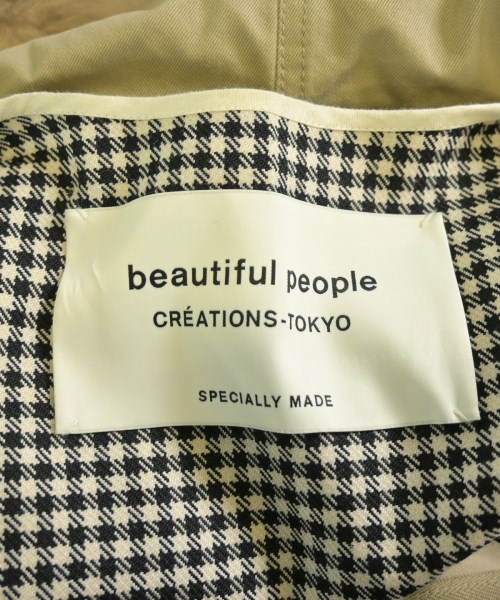 beautiful people
CRÉATIONS-TOKYO
SPECIALLY MADE